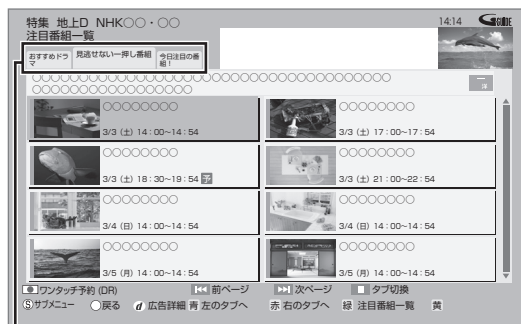 特集 地上D NHK○○・○○
14:14 GGUIDE
注目番組一覧
おすすめドラマ
見逃せない一押し番組
今日注目の番組！
○○○○○○○○○○○○○○○○○○○○○○○○○○○○○○○○○○○○
○○○○○○○○○○○○○○○○
○○○○○○○○
3/3 (土) 14：00~14：54
○○○○○○○○
3/3 (土) 17：00~17：54
○○○○○○○○
3/3 (土) 18：30~19：54 予
○○○○○○○○
3/3 (土) 21：00~22：54
○○○○○○○○
3/4 (日) 14：00~14：54
○○○○○○○○
3/4 (日) 14：00~14：54
○○○○○○○○
3/5 (月) 14：00~14：54
○○○○○○○○
3/5 (月) 14：00~14：54
ワンタッチ予約 (DR) 前ページ 次ページ タブ切換
Ⓢサブメニュー 戻る d 広告詳細 青 左のタブへ 赤 右のタブへ 緑 注目番組一覧 黄